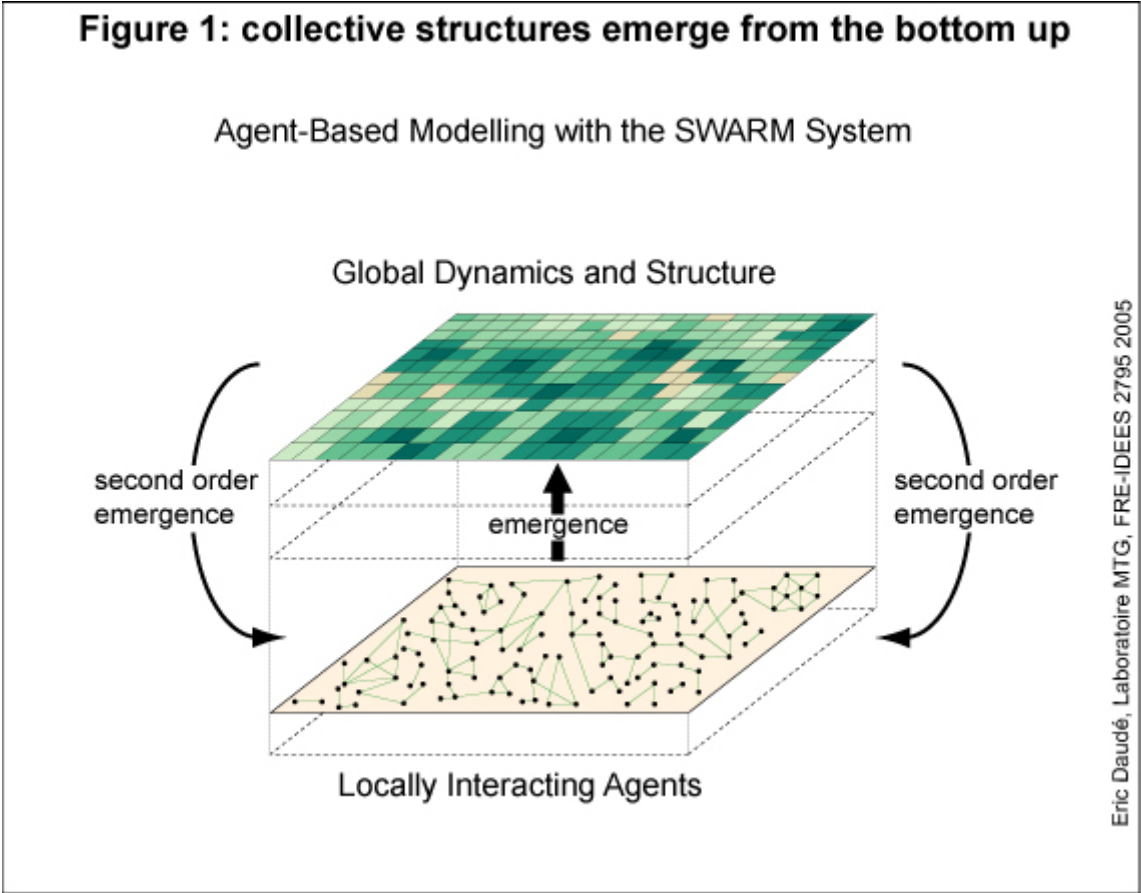 Figure 1: collective structures emerge from the bottom up
Agent-Based Modelling with the SWARM System
Global Dynamics and Structure
second order
emergence
emergence
second order
emergence
Locally Interacting Agents
Eric Daudé, Laboratoire MTG, FRE-IDEES 2795 2005